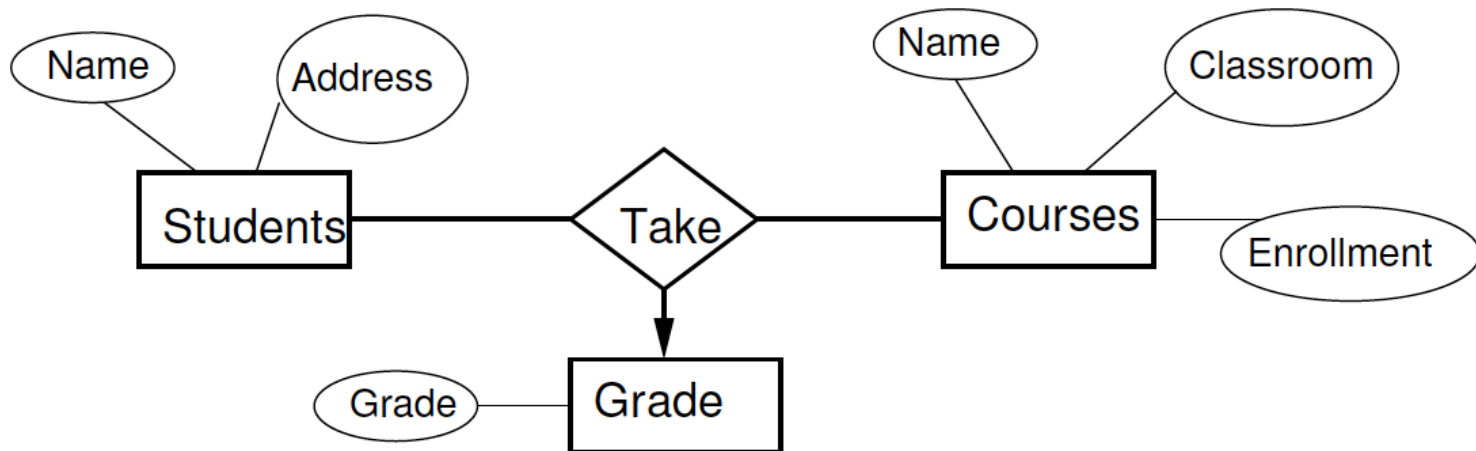 Name
Address
Name
Classroom
Students
Take
Courses
Enrollment
Grade
Grade